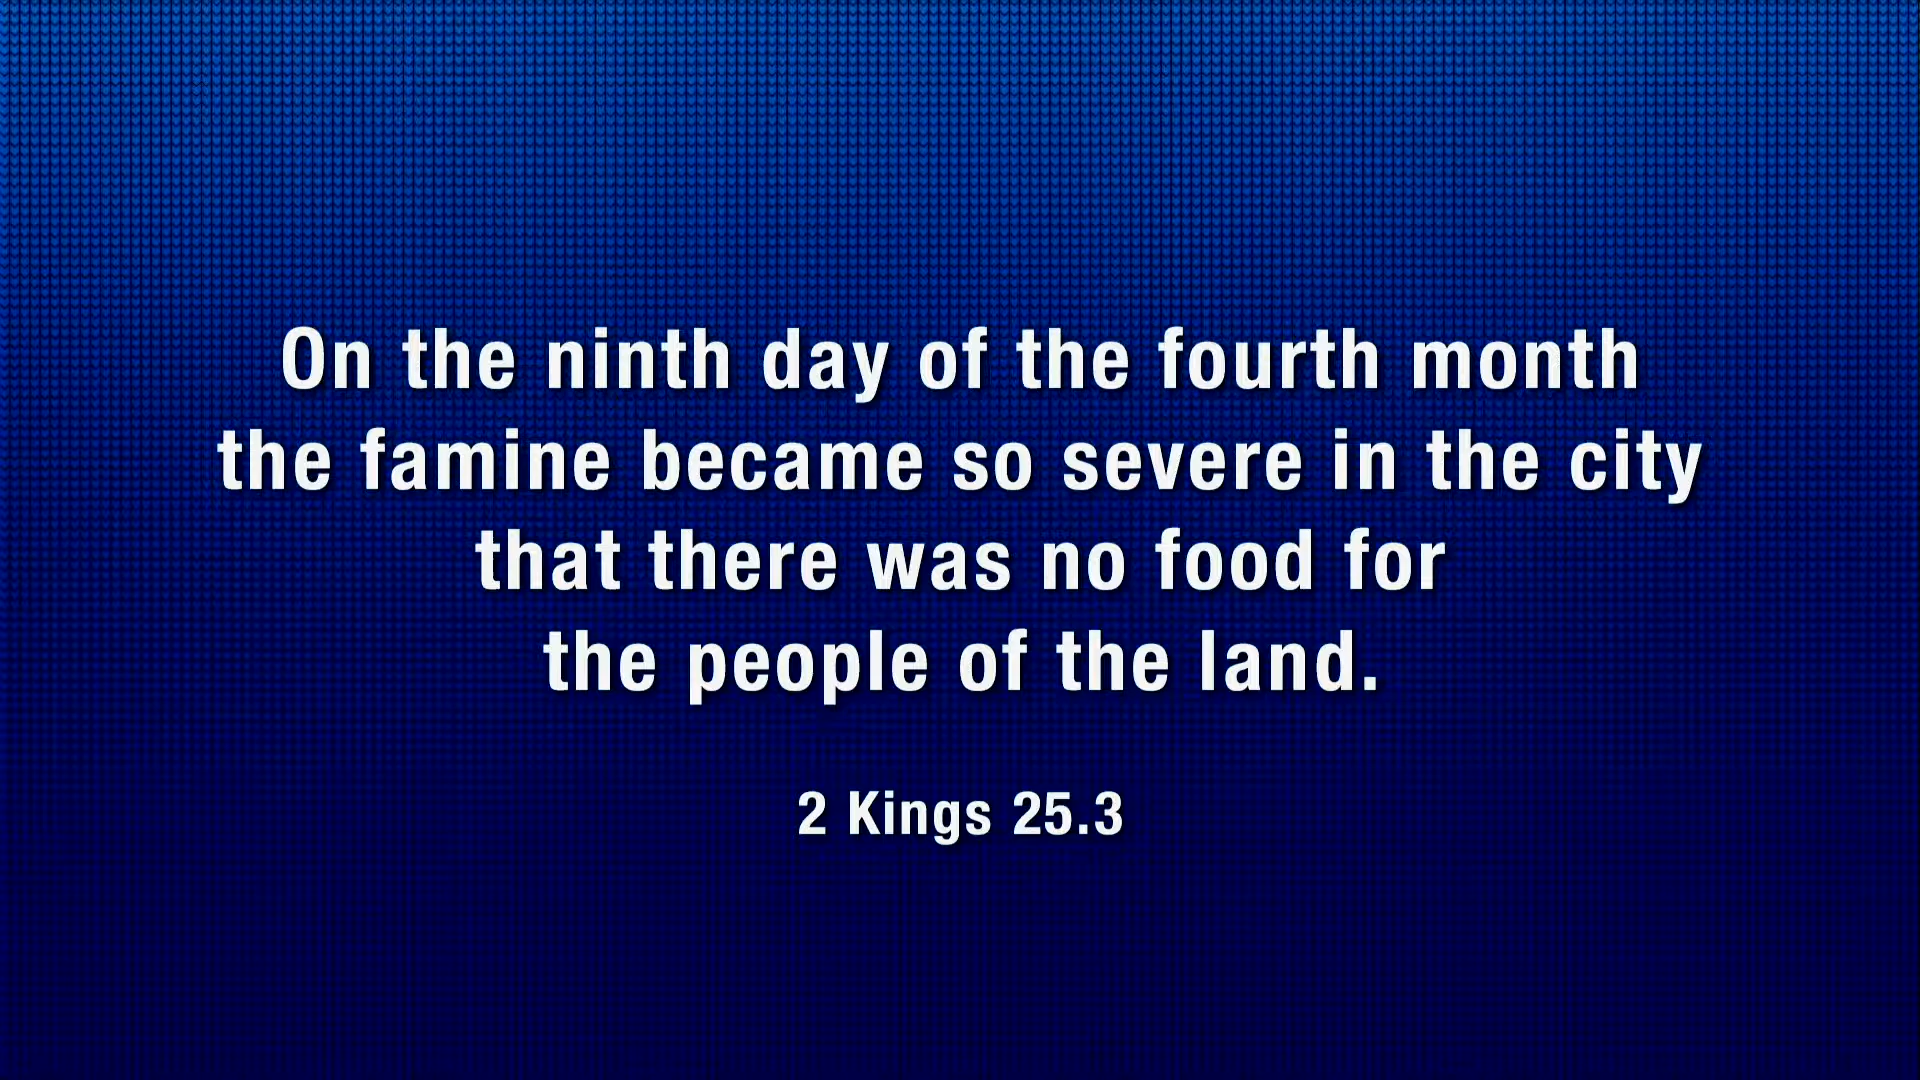 On the ninth day of the fourth month
the famine became so severe in the city
that there was no food for
the people of the land.
2 Kings 25.3